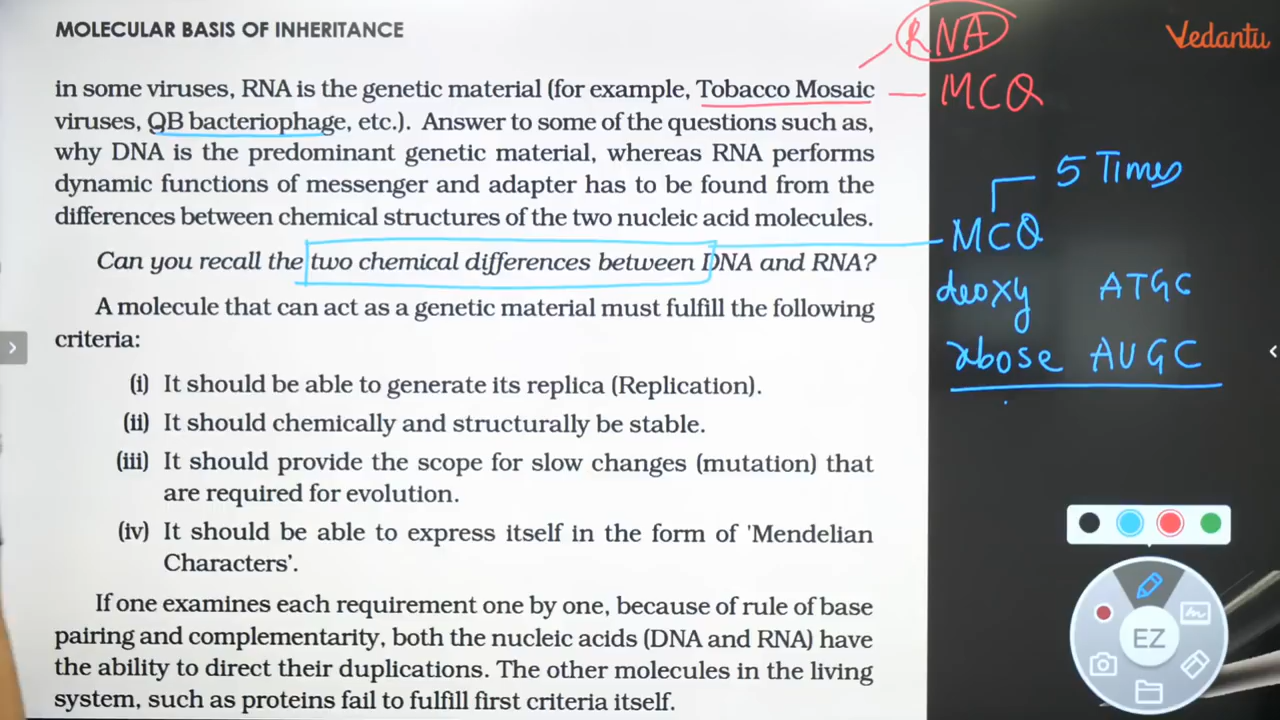 MOLECULAR BASIS OF INHERITANCE
RNA
Vedantu
in some viruses, RNA is the genetic material (for example, Tobacco Mosaic
MCQ
viruses, QB bacteriophage, etc.). Answer to some of the questions such as,
why DNA is the predominant genetic material, whereas RNA performs
5 Times
dynamic functions of messenger and adapter has to be found from the
differences between chemical structures of the two nucleic acid molecules.
MCQ
Can you recall the two chemical differences between DNA and RNA?
deoxy ATGC
A molecule that can act as a genetic material must fulfill the following
criteria:
AUGC
(i) It should be able to generate its replica (Replication).
(ii) It should chemically and structurally be stable.
(iii) It should provide the scope for slow changes (mutation) that
are required for evolution.
(iv) It should be able to express itself in the form of 'Mendelian
Characters'.
If one examines each requirement one by one, because of rule of base
pairing and complementarity, both the nucleic acids (DNA and RNA) have
the ability to direct their duplications. The other molecules in the living
system, such as proteins fail to fulfill first criteria itself.
EZ